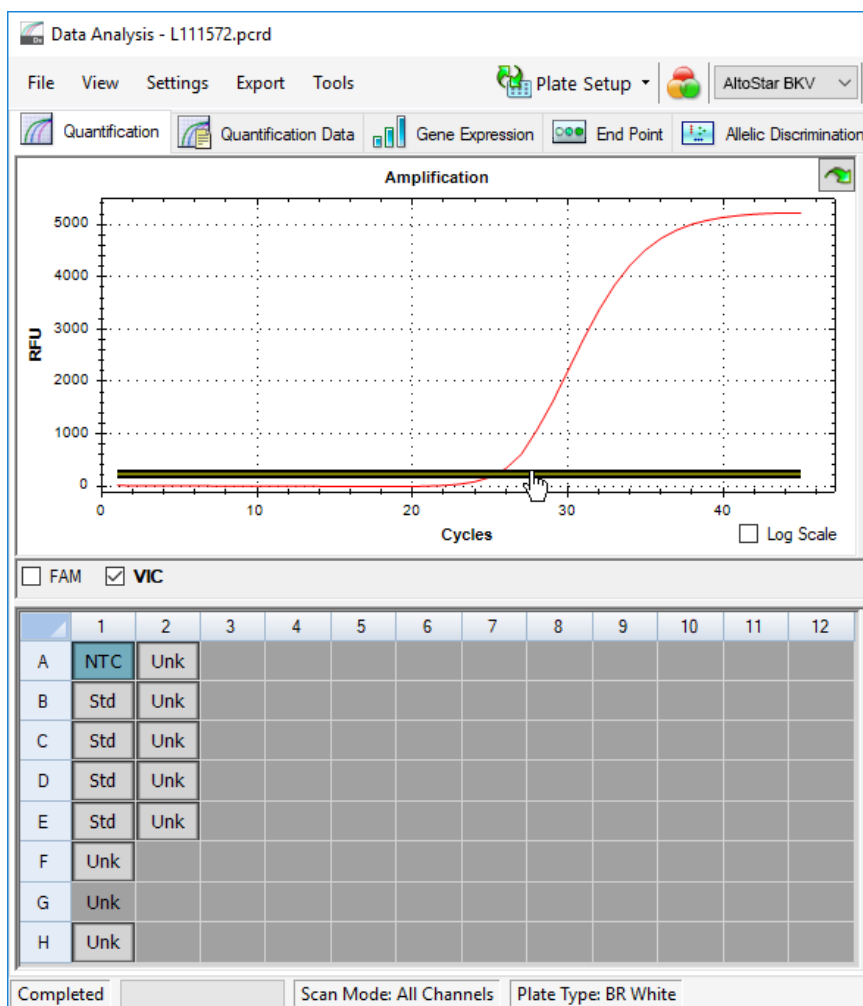 Data Analysis - L111572.pcrd
File View Settings Export Tools Plate Setup AltoStar BKV
Quantification Quantification Data Gene Expression End Point Allelic Discrimination
Amplification
5000
4000
3000
2000
1000
0
RFU
0 10 20 30 40
Cycles
Log Scale
FAM VIC
1 2 3 4 5 6 7 8 9 10 11 12
A NTC Unk
B Std Unk
C Std Unk
D Std Unk
E Std Unk
F Unk
G Unk
H Unk
Completed Scan Mode: All Channels Plate Type: BR White